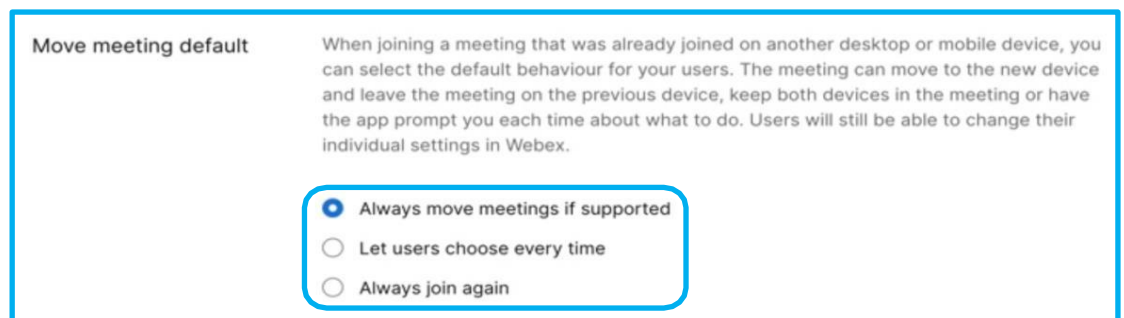 Move meeting default
When joining a meeting that was already joined on another desktop or mobile device, you
can select the default behaviour for your users. The meeting can move to the new device
and leave the meeting on the previous device, keep both devices in the meeting or have
the app prompt you each time about what to do. Users will still be able to change their
individual settings in Webex.
Always move meetings if supported
Let users choose every time
Always join again